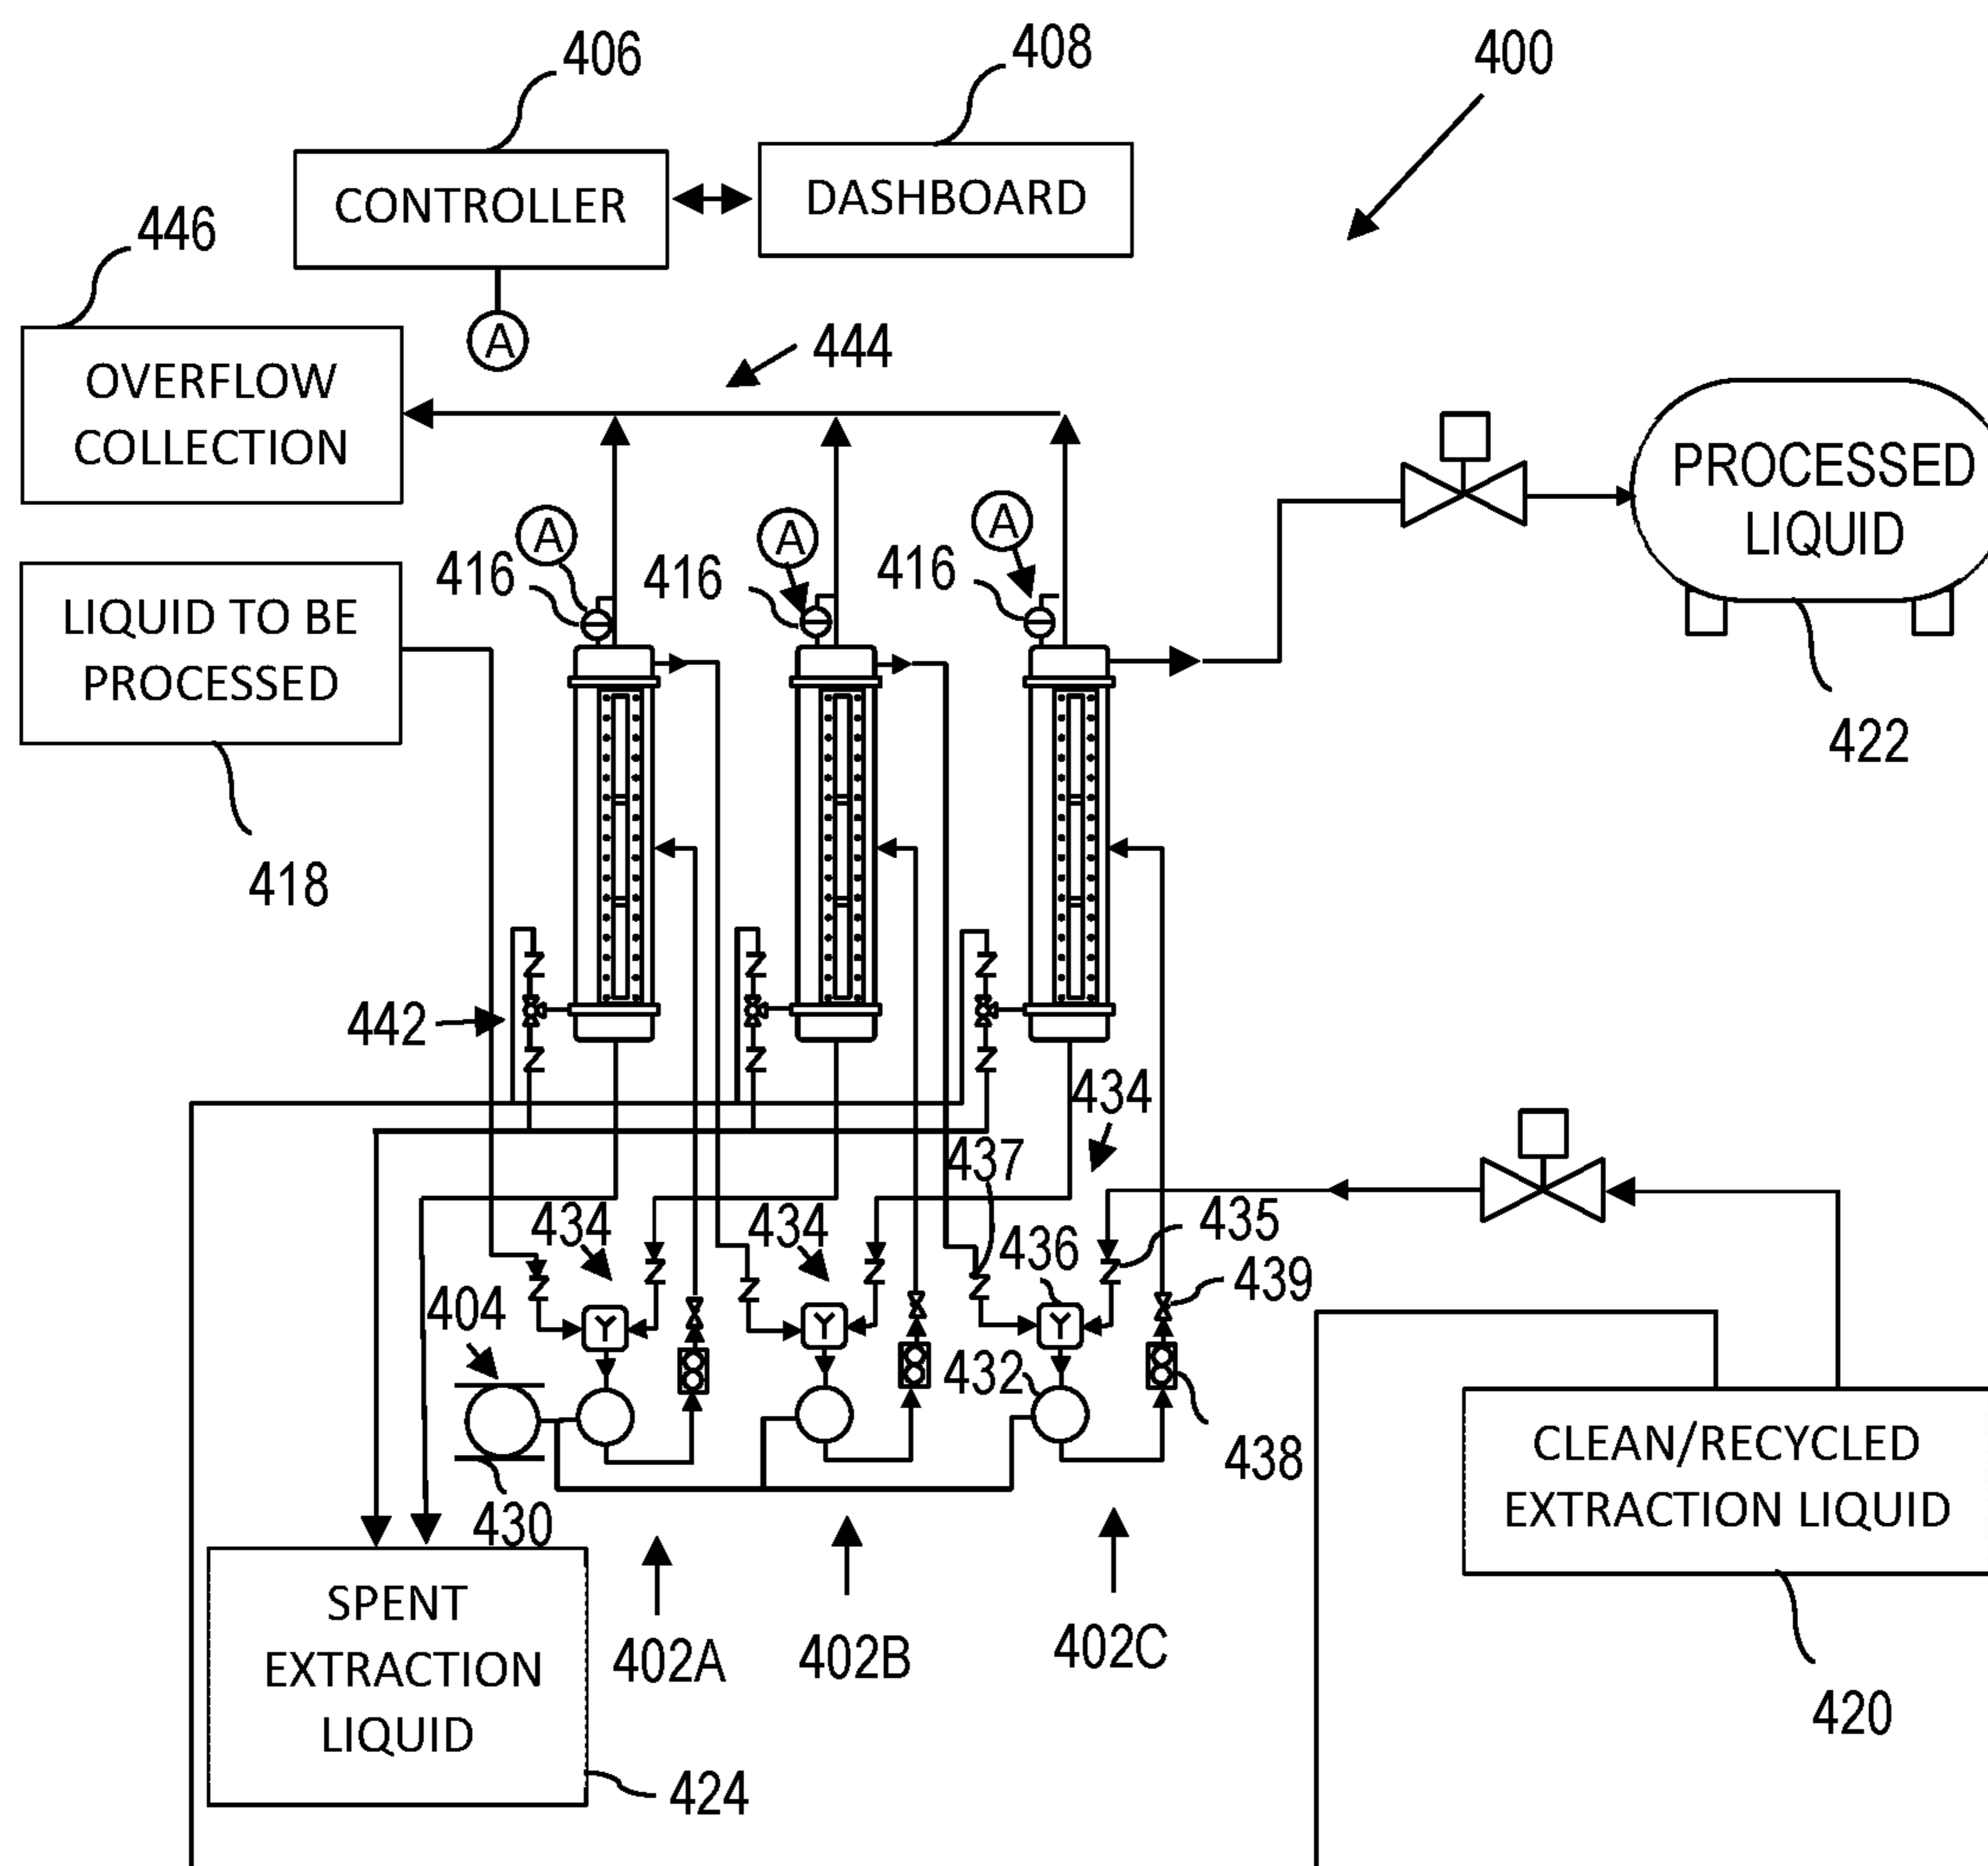 406
408
400
CONTROLLER
DASHBOARD
446
A
444
OVERFLOW
COLLECTION
PROCESSED
LIQUID
A
A
A
416
416
416
LIQUID TO BE
PROCESSED
422
418
442
434
437
434
434
436
435
439
404
Y
Y
Y
432
438
430
CLEAN/RECYCLED
EXTRACTION LIQUID
SPENT
EXTRACTION
LIQUID
402A
402B
402C
420
424